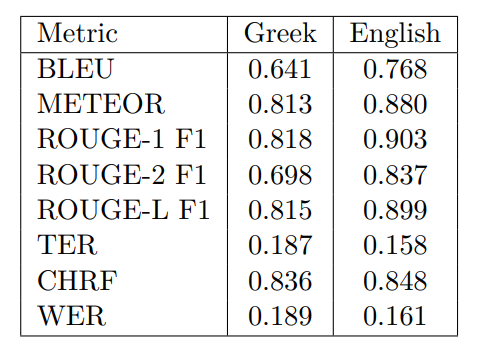 Metric Greek English
BLEU 0.641 0.768
METEOR 0.813 0.880
ROUGE-1 F1 0.818 0.903
ROUGE-2 F1 0.698 0.837
ROUGE-L F1 0.815 0.899
TER 0.187 0.158
CHRF 0.836 0.848
WER 0.189 0.161